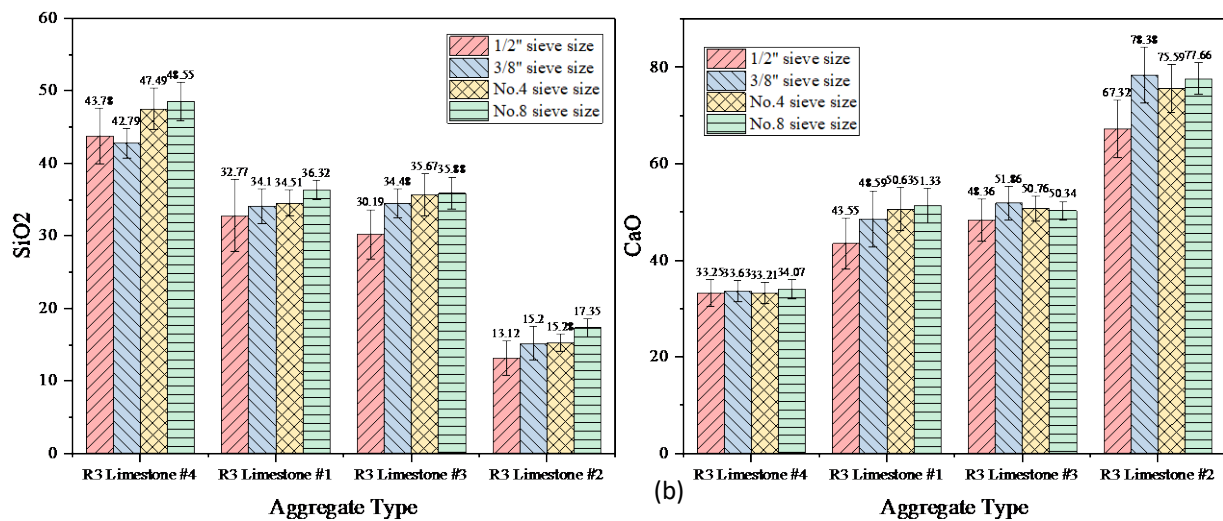 60
50
40
30
20
10
0
SiO2
1/2" sieve size
3/8" sieve size
No.4 sieve size
No.8 sieve size
43.78
42.79
47.49
48.55
32.77
34.1
34.51
36.32
30.19
34.48
35.67
35.88
13.12
15.2
15.28
17.35
R3 Limestone #4
R3 Limestone #1
R3 Limestone #3
R3 Limestone #2
Aggregate Type
80
60
40
20
0
CaO
1/2" sieve size
3/8" sieve size
No.4 sieve size
No.8 sieve size
33.25
33.63
33.21
34.07
43.55
48.59
50.63
51.33
48.36
51.86
50.76
50.34
67.32
78.38
75.59
77.66
R3 Limestone #4
R3 Limestone #1
R3 Limestone #3
R3 Limestone #2
(b)
Aggregate Type